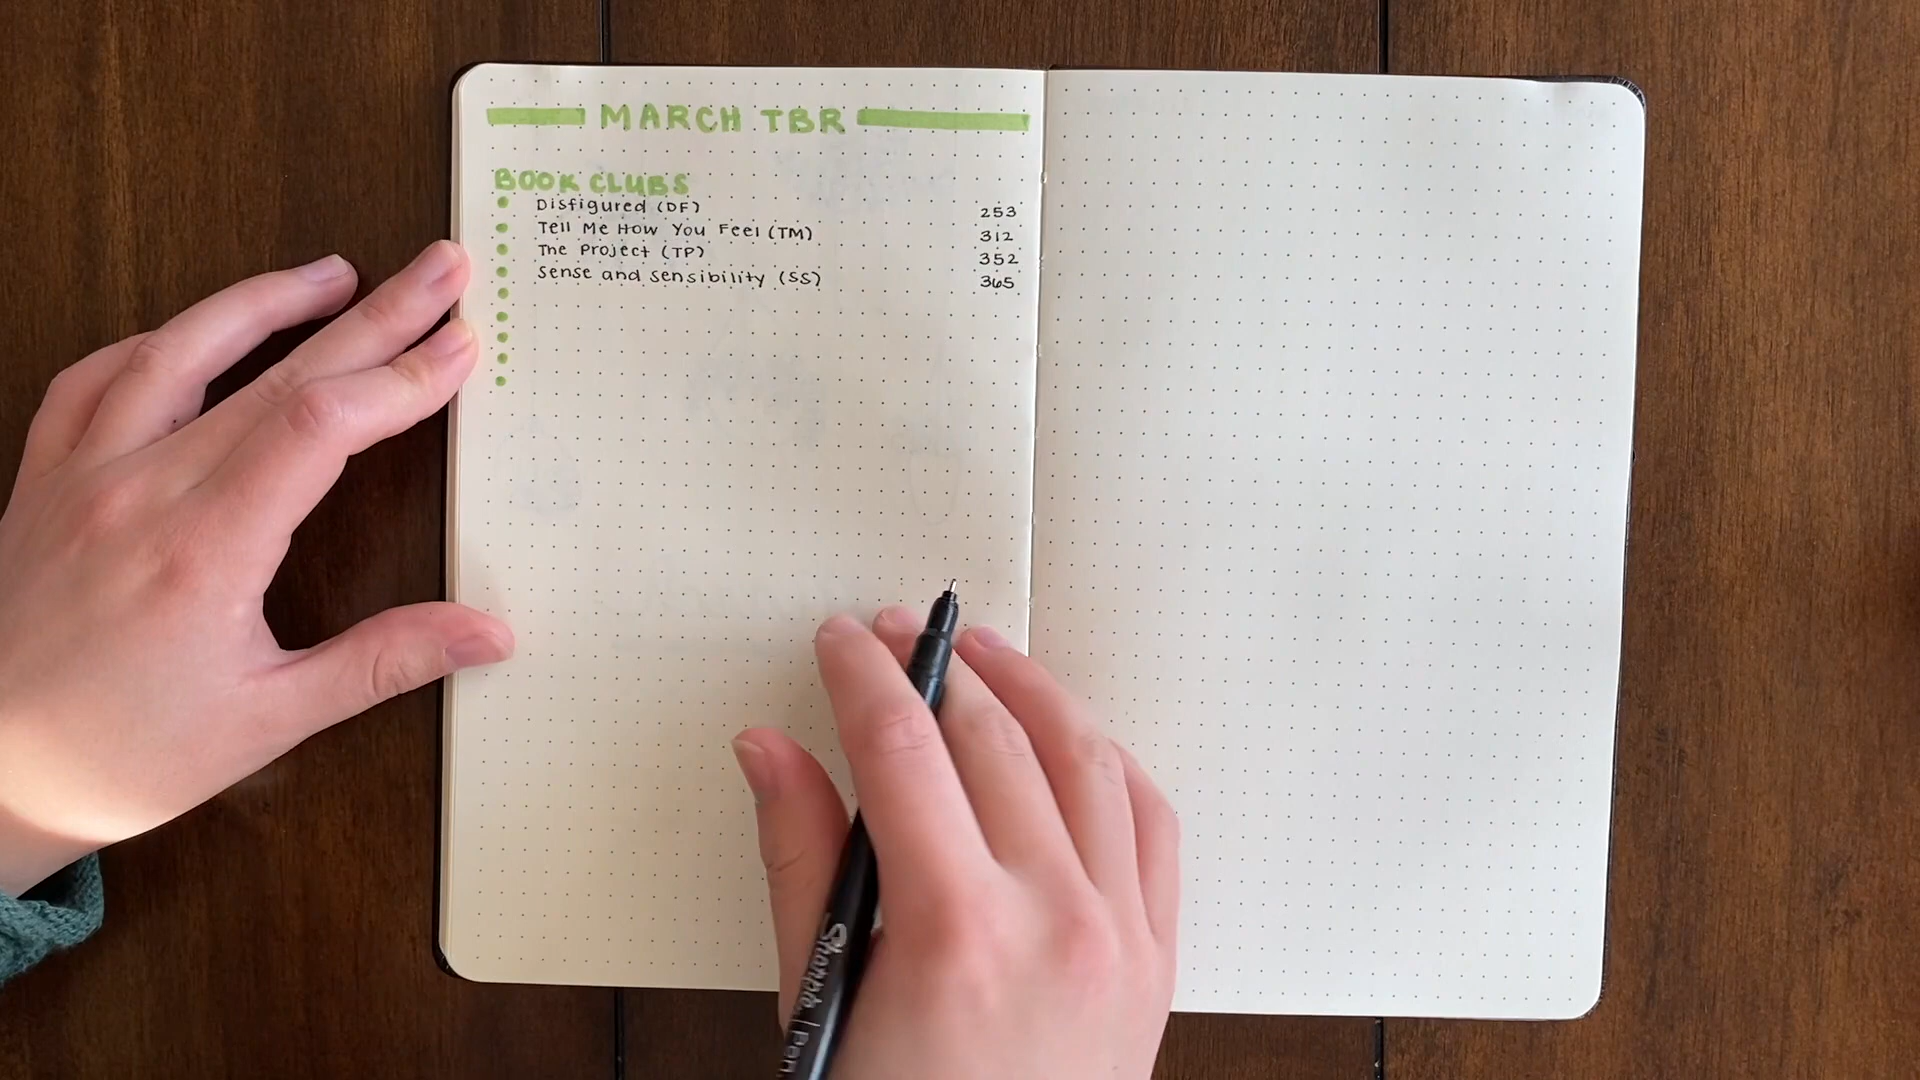 MARCH TBR
BOOK CLUBS
Disfigured (DF) 253
Tell Me How You Feel (TM) 312
The Project (TP) 352
Sense and Sensibility (SS) 365
Sharpie | Pen